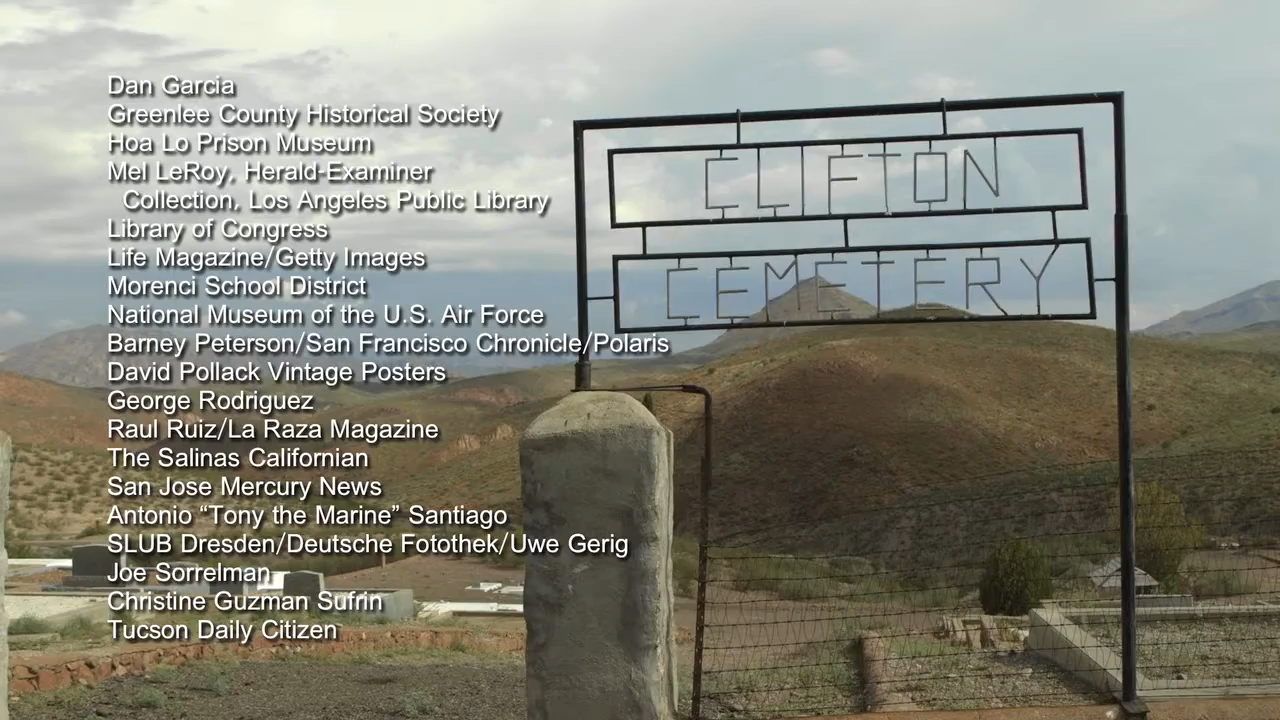 Dan Garcia
Greenlee County Historical Society
Hoa Lo Prison Museum
Mel LeRoy, Herald-Examiner
Collection, Los Angeles Public Library
Library of Congress
Life Magazine/Getty Images
Morenci School District
National Museum of the U.S. Air Force
Barney Peterson/San Francisco Chronicle/Polaris
David Pollack Vintage Posters
George Rodriguez
Raul Ruiz/La Raza Magazine
The Salinas Californian
San Jose Mercury News
Antonio “Tony the Marine” Santiago
SLUB Dresden/Deutsche Fotothek/Uwe Gerig
Joe Sorrelman
Christine Guzman Sufrin
Tucson Daily Citizen
CLIFTON
CEMETERY